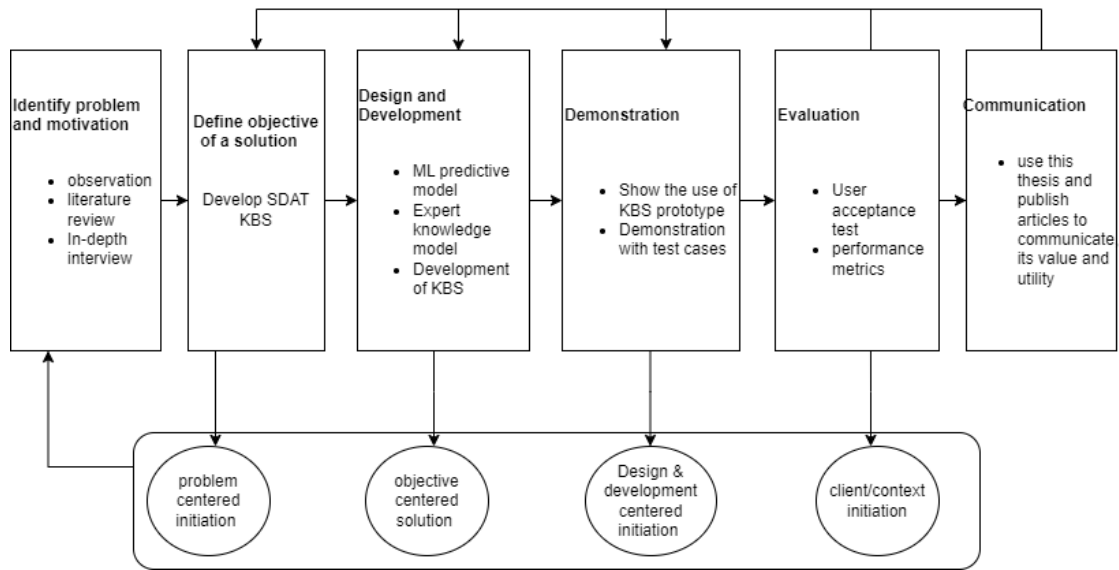 Identify problem
and motivation
• observation
• literature
review
• In-depth
interview
Define objective
of a solution
Develop SDAT
KBS
Design and
Development
• ML predictive
model
• Expert
knowledge
model
• Development
of KBS
Demonstration
• Show the use of
KBS prototype
• Demonstration
with test cases
Evaluation
• User
acceptance
test
• performance
metrics
Communication
• use this
thesis and
publish
articles to
communicate
its value and
utility
problem
centered
initiation
objective
centered
solution
Design &
development
centered
initiation
client/context
initiation